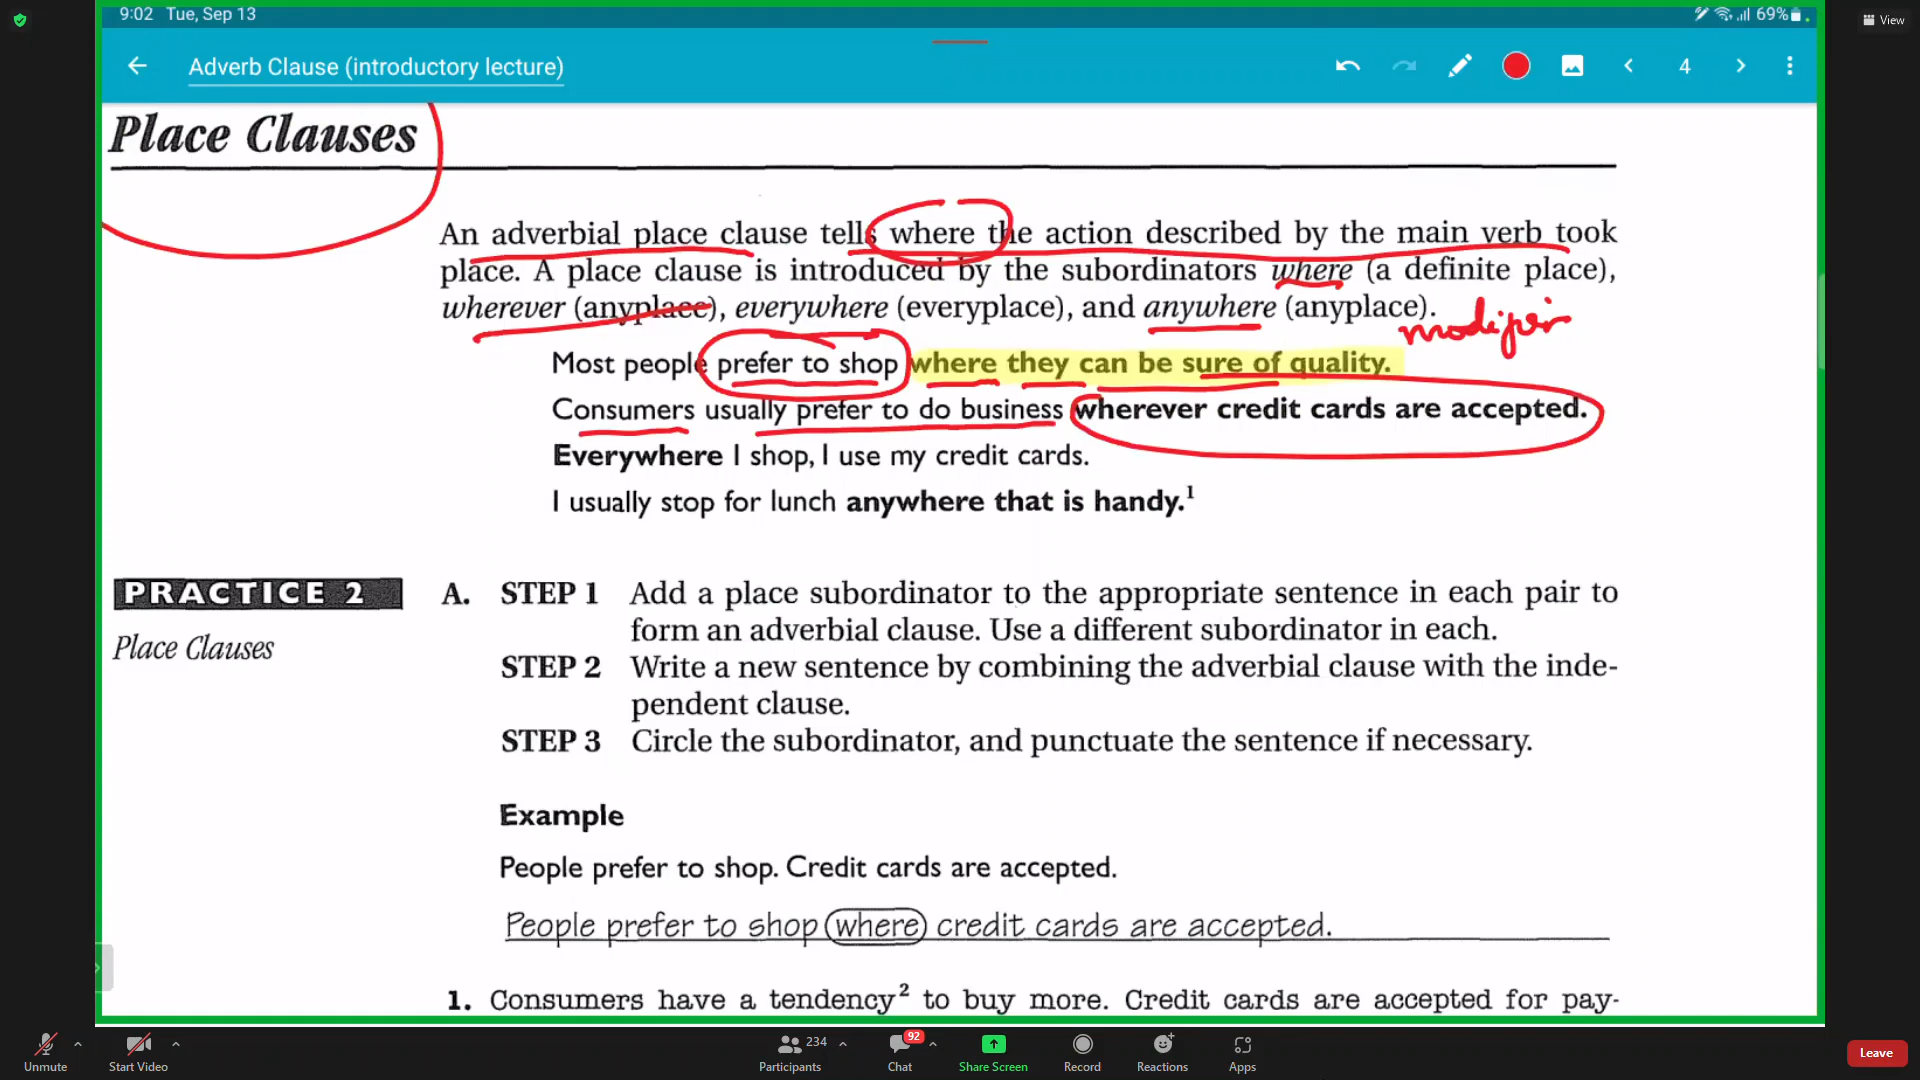 9:02 Tue, Sep 13
69%
View
Adverb Clause (introductory lecture)
4
Place Clauses
An adverbial place clause tells where the action described by the main verb took
place. A place clause is introduced by the subordinators where (a definite place),
wherever (anyplace), everywhere (everyplace), and anywhere (anyplace).
modifier
Most people prefer to shop where they can be sure of quality.
Consumers usually prefer to do business wherever credit cards are accepted.
Everywhere I shop, I use my credit cards.
I usually stop for lunch anywhere that is handy.1
PRACTICE 2
Place Clauses
A. STEP 1 Add a place subordinator to the appropriate sentence in each pair to
form an adverbial clause. Use a different subordinator in each.
STEP 2 Write a new sentence by combining the adverbial clause with the inde-
pendent clause.
STEP 3 Circle the subordinator, and punctuate the sentence if necessary.
Example
People prefer to shop. Credit cards are accepted.
People prefer to shop where credit cards are accepted.
1. Consumers have a tendency2 to buy more. Credit cards are accepted for pay-
Unmute
Start Video
234
Participants
92
Chat
Share Screen
Record
Reactions
Apps
Leave